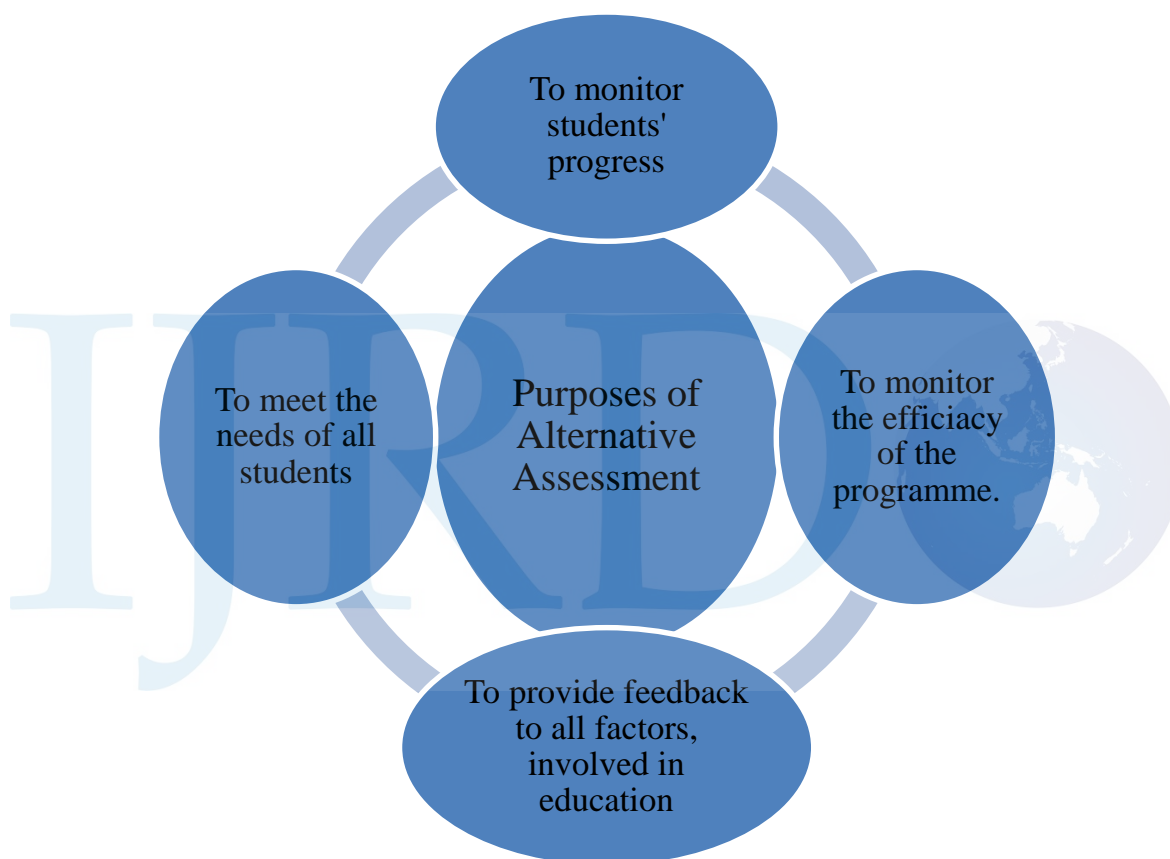 To monitor
students'
progress
To meet the
needs of all
students
Purposes of
Alternative
Assessment
To monitor
the efficiacy
of the
programme.
To provide feedback
to all factors,
involved in
education
IJRDO